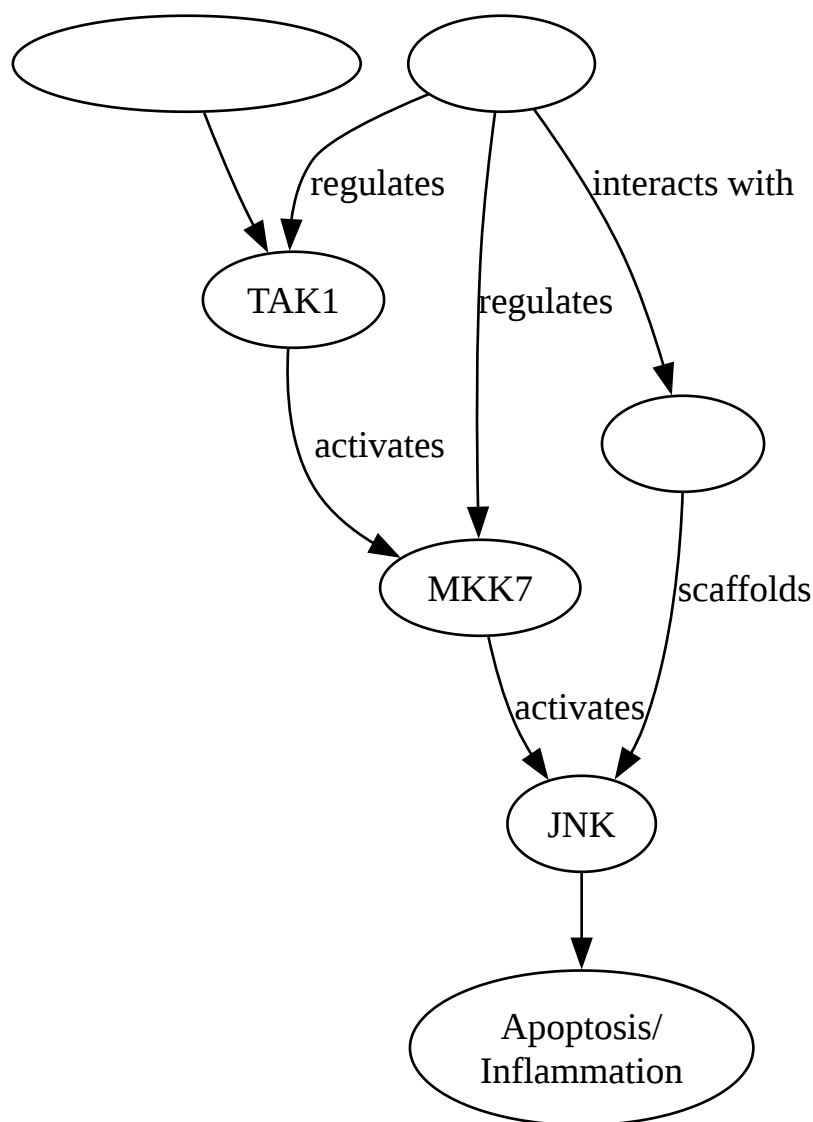 regulates
interacts with
TAK1
regulates
activates
MKK7
scaffolds
activates
JNK
Apoptosis/
Inflammation